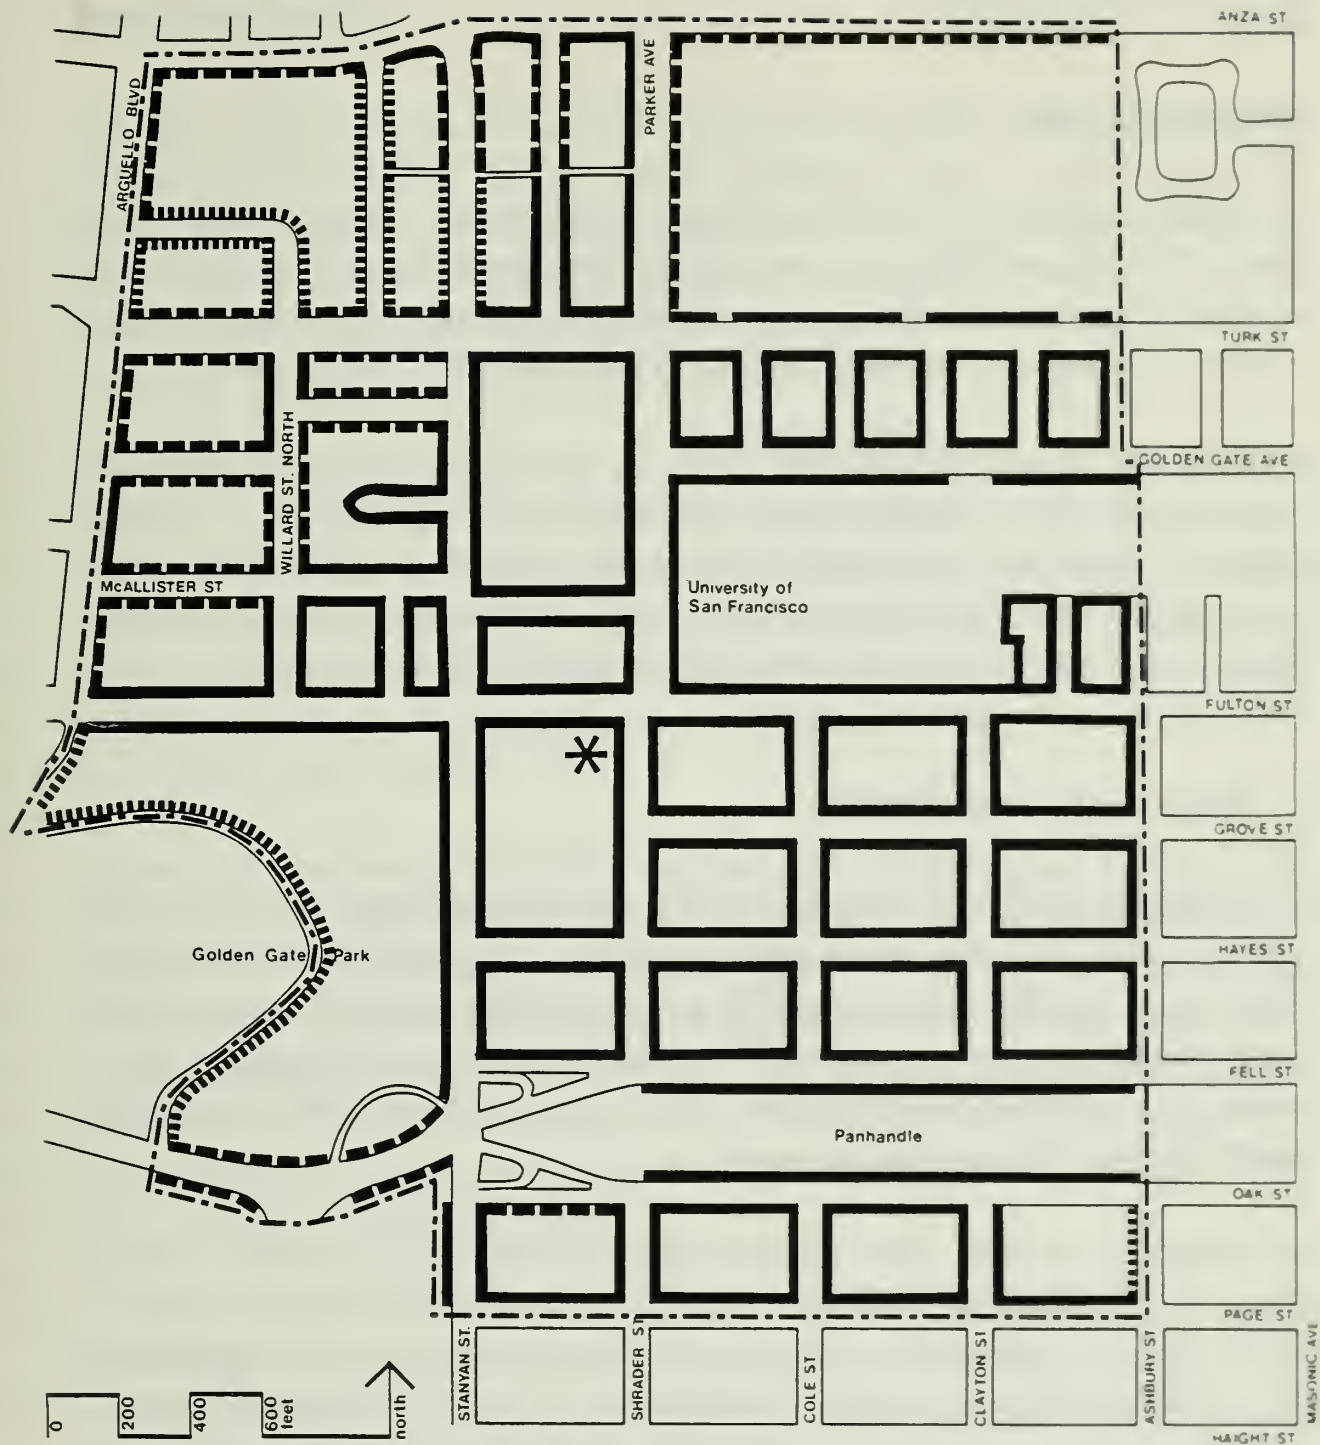 ANZA ST
PARKER AVE
ARGUELLO BLVD
TURK ST
GOLDEN GATE AVE
WILLARD ST. NORTH
McALLISTER ST
University of
San Francisco
FULTON ST
GROVE ST
Golden Gate Park
HAYES ST
FELL ST
Panhandle
OAK ST
PAGE ST
STANYAN ST.
SHRADER ST
COLE ST
CLAYTON ST
ASHBURY ST
MASONIC AVE
HAIGHT ST
0
200
400
600
feet
north